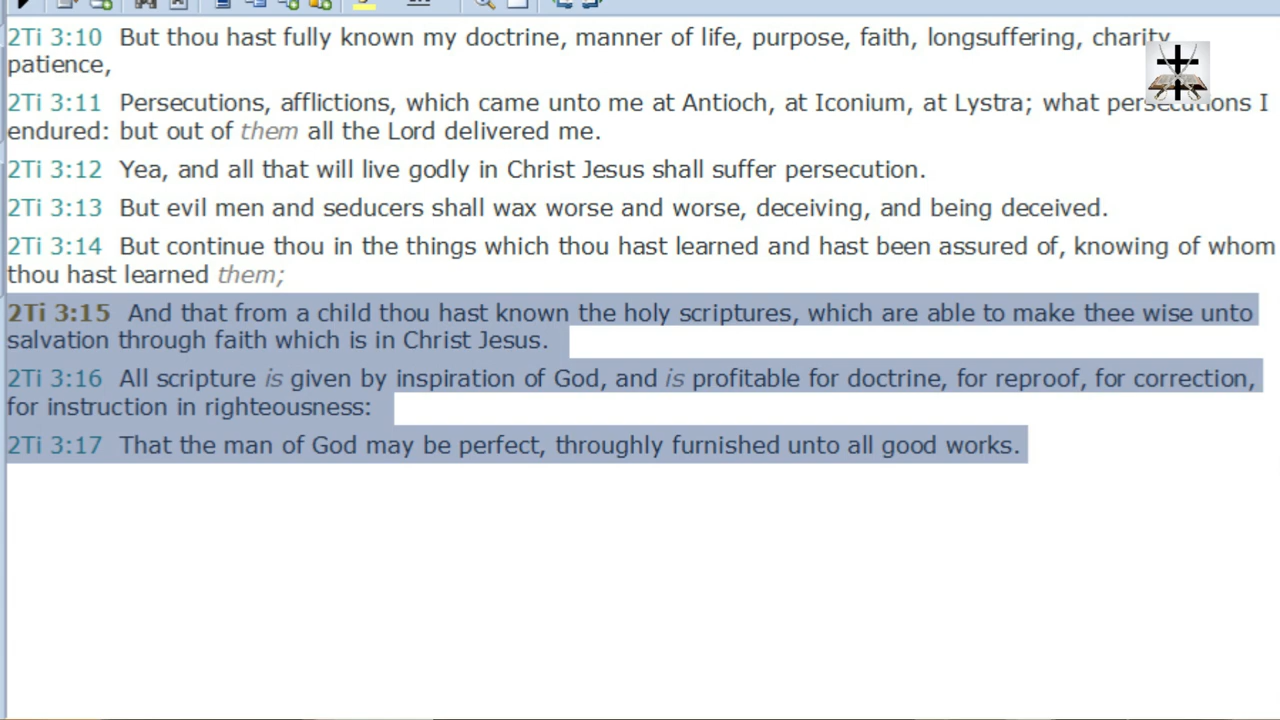 2Ti 3:10 But thou hast fully known my doctrine, manner of life, purpose, faith, longsuffering, charity,
patience,
2Ti 3:11 Persecutions, afflictions, which came unto me at Antioch, at Iconium, at Lystra; what persecutions I
endured: but out of them all the Lord delivered me.
2Ti 3:12 Yea, and all that will live godly in Christ Jesus shall suffer persecution.
2Ti 3:13 But evil men and seducers shall wax worse and worse, deceiving, and being deceived.
2Ti 3:14 But continue thou in the things which thou hast learned and hast been assured of, knowing of whom
thou hast learned them;
2Ti 3:15 And that from a child thou hast known the holy scriptures, which are able to make thee wise unto
salvation through faith which is in Christ Jesus.
2Ti 3:16 All scripture is given by inspiration of God, and is profitable for doctrine, for reproof, for correction,
for instruction in righteousness:
2Ti 3:17 That the man of God may be perfect, throughly furnished unto all good works.